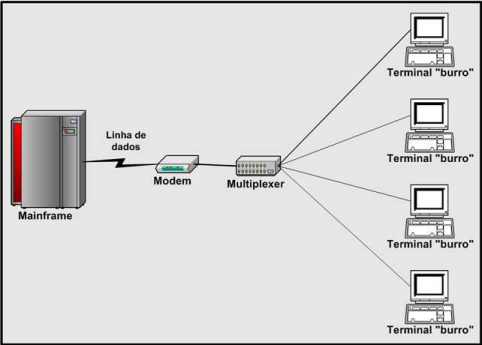 Terminal "burro"
Linha de
dados
Terminal "burro"
Modem
Multiplexer
Mainframe
Terminal "burro"
Terminal "burro"